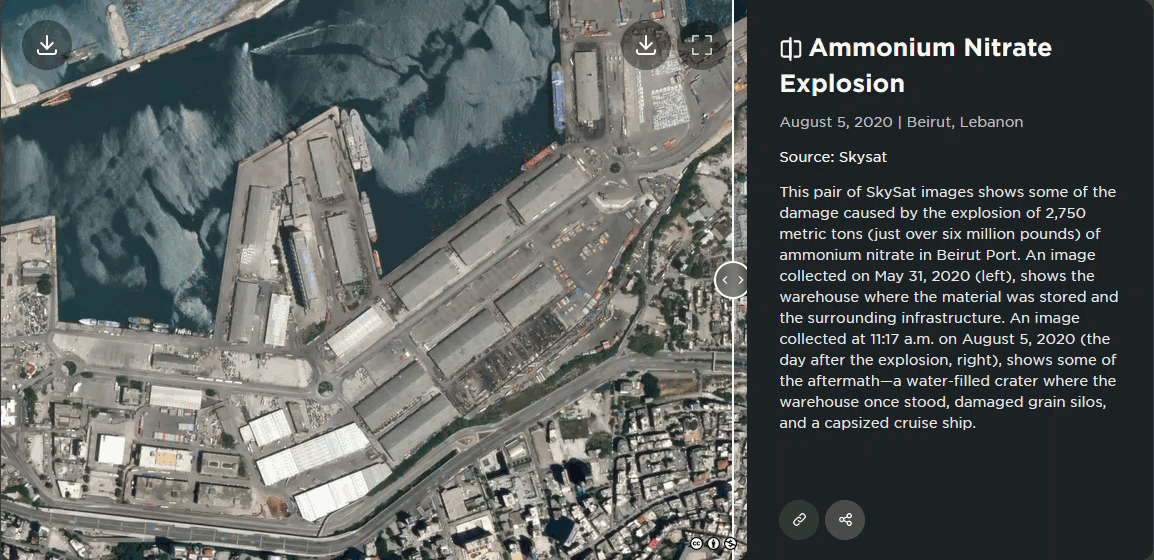 Ammonium Nitrate
Explosion
August 5, 2020 | Beirut, Lebanon
Source: Skysat
This pair of SkySat images shows some of the
damage caused by the explosion of 2,750
metric tons (just over six million pounds) of
ammonium nitrate in Beirut Port. An image
collected on May 31, 2020 (left), shows the
warehouse where the material was stored and
the surrounding infrastructure. An image
collected at 11:17 a.m. on August 5, 2020 (the
day after the explosion, right), shows some of
the aftermath—a water-filled crater where the
warehouse once stood, damaged grain silos,
and a capsized cruise ship.